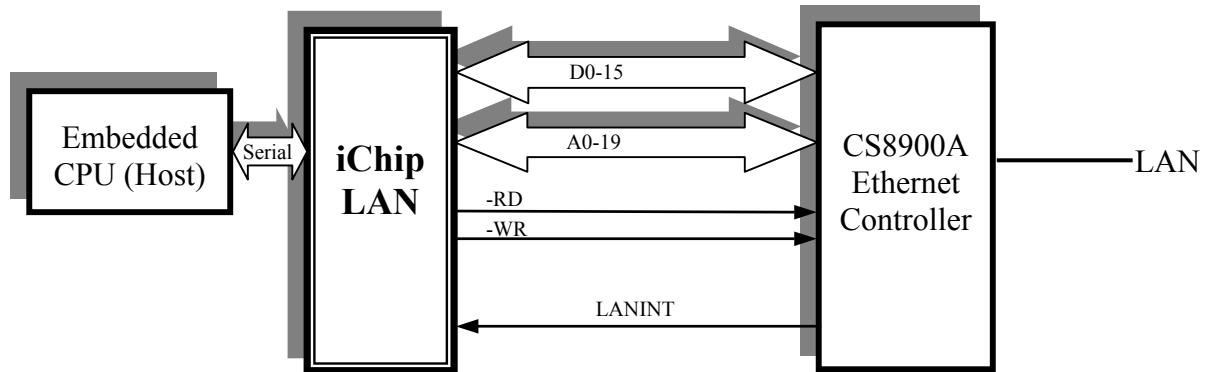 Embedded
CPU (Host)
Serial
iChip
LAN
D0-15
A0-19
-RD
-WR
LANINT
CS8900A
Ethernet
Controller
LAN